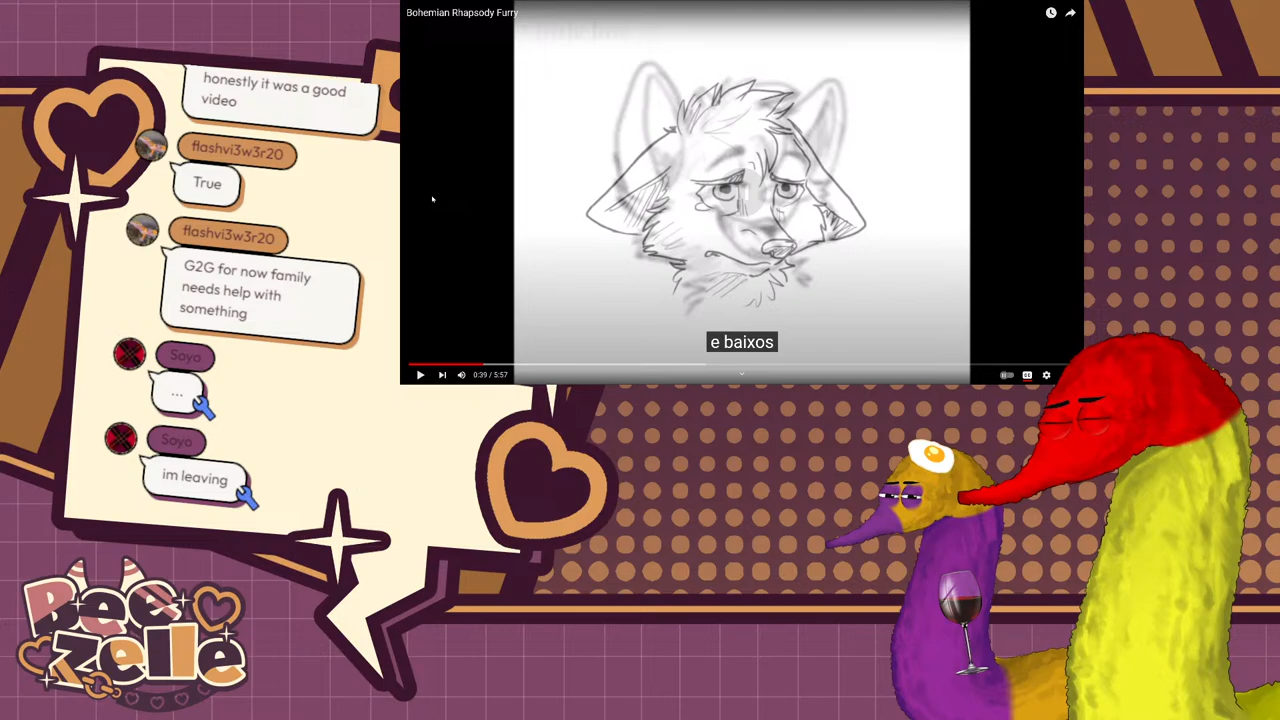 Bohemian Rhapsody Furry
honestly it was a good
video
flashvi3w3r20
True
flashvi3w3r20
G2G for now family
needs help with
something
Soyo
...
Soyo
im leaving
e baixos
0:39 / 5:57
CC
Bee
Zelle